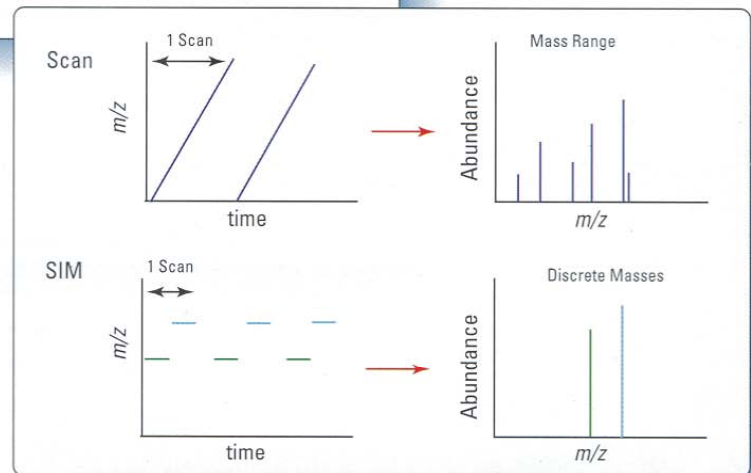 Scan
1 Scan
m/z
time
Mass Range
Abundance
m/z
SIM
1 Scan
m/z
time
Discrete Masses
Abundance
m/z